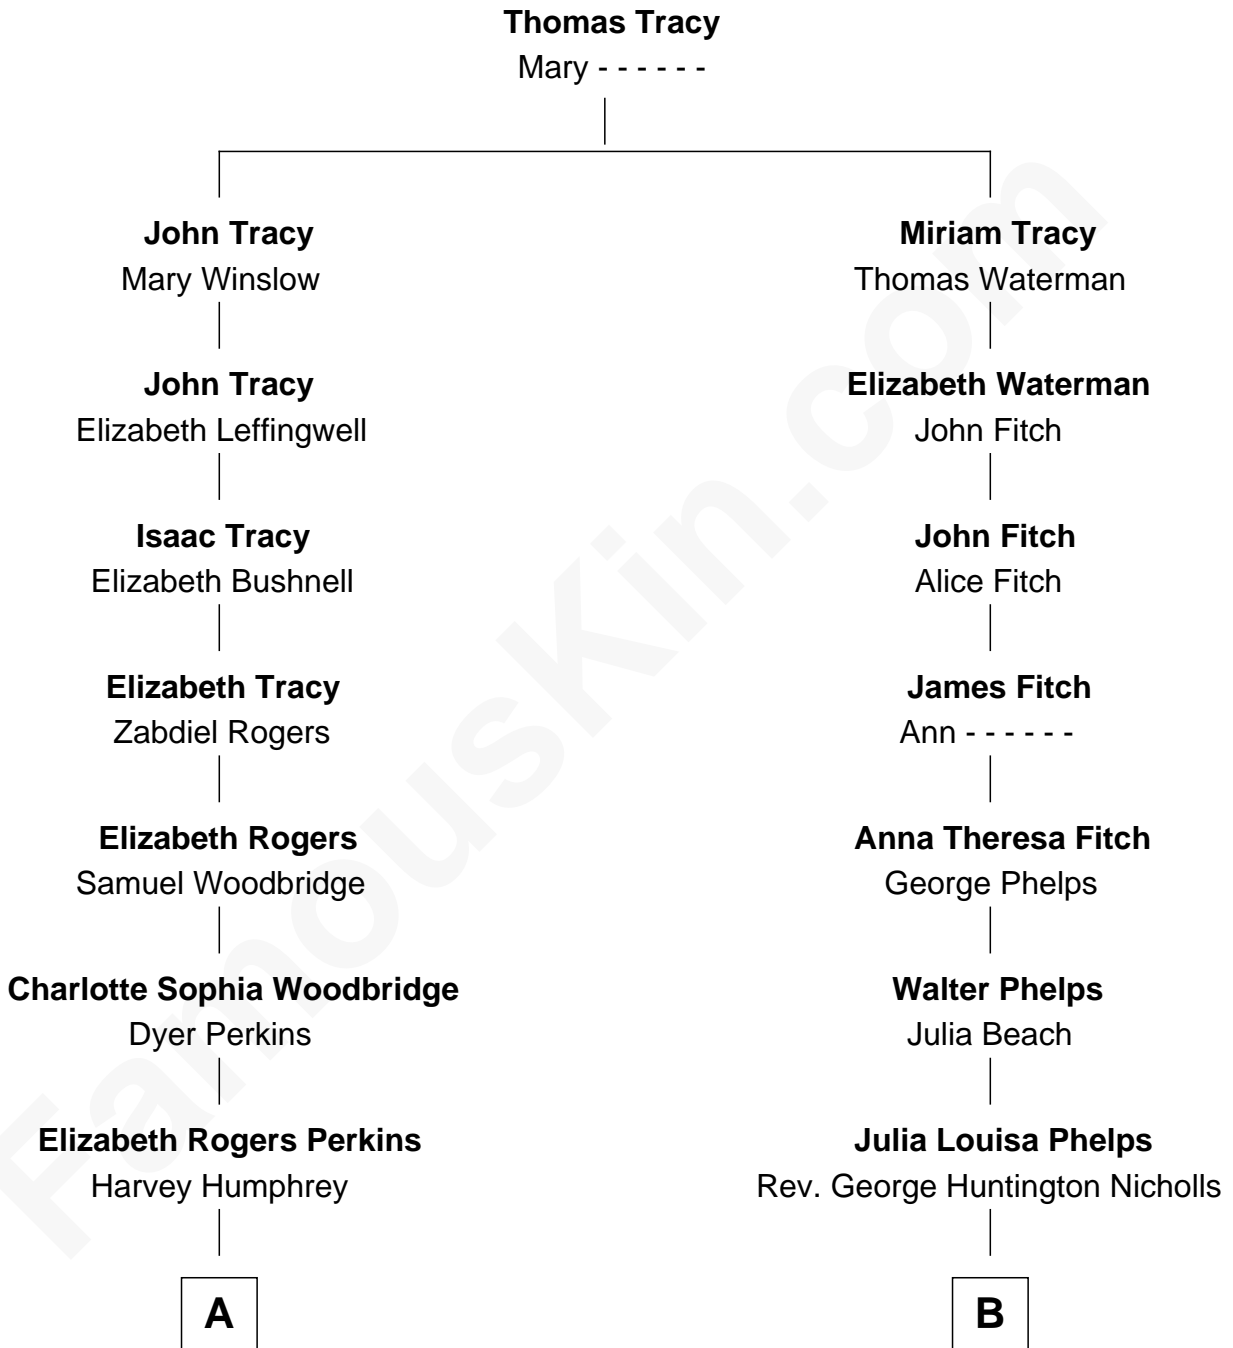 Thomas Tracy
Mary - - - - - -
John Tracy
Mary Winslow
Miriam Tracy
Thomas Waterman
John Tracy
Elizabeth Leffingwell
Elizabeth Waterman
John Fitch
Isaac Tracy
Elizabeth Bushnell
John Fitch
Alice Fitch
Elizabeth Tracy
Zabdiel Rogers
James Fitch
Ann - - - - - -
Elizabeth Rogers
Samuel Woodbridge
Anna Theresa Fitch
George Phelps
Charlotte Sophia Woodbridge
Dyer Perkins
Walter Phelps
Julia Beach
Elizabeth Rogers Perkins
Harvey Humphrey
Julia Louisa Phelps
Rev. George Huntington Nicholls
A
B
FamousKin.com